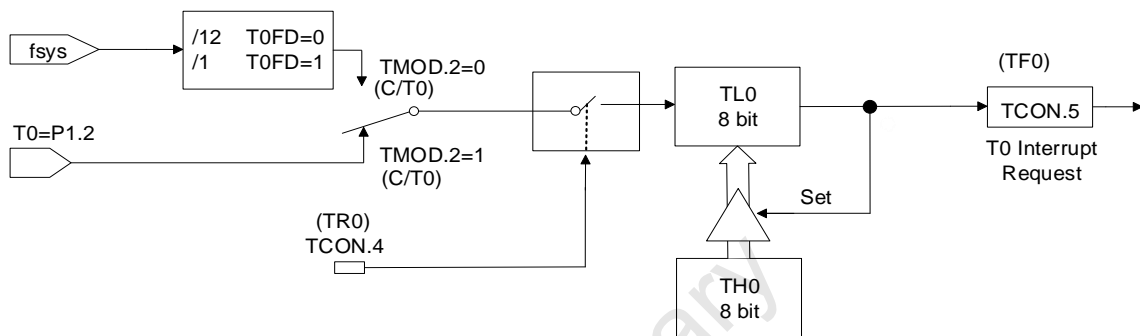 fsys
/12 T0FD=0
/1 T0FD=1
TMOD.2=0
(C/T0)
T0=P1.2
TMOD.2=1
(C/T0)
(TR0)
TCON.4
TL0
8 bit
Set
TH0
8 bit
(TF0)
TCON.5
T0 Interrupt
Request